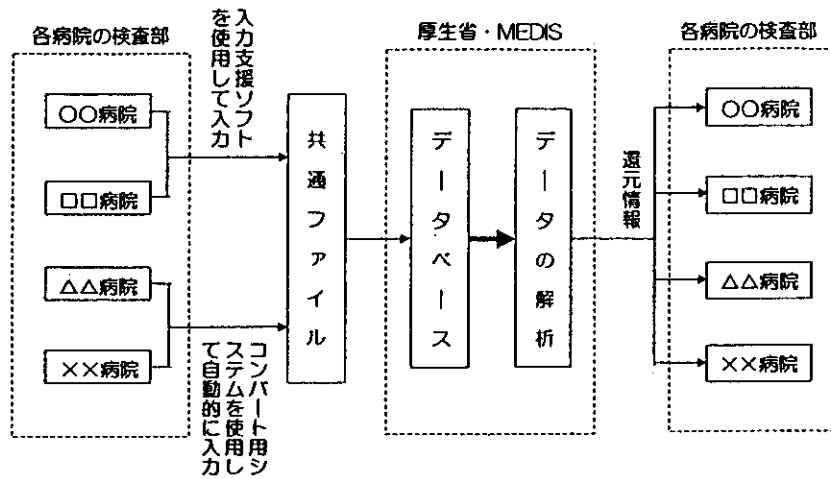 各病院の検査部
〇〇病院
□□病院
△△病院
××病院
入力支援ソフト
を使用して入力
コンバート用シ
ステムを使用し
て自動的に入力
共通ファイル
厚生省・MEDIS
データベース
データの解析
還元情報
各病院の検査部
〇〇病院
□□病院
△△病院
××病院